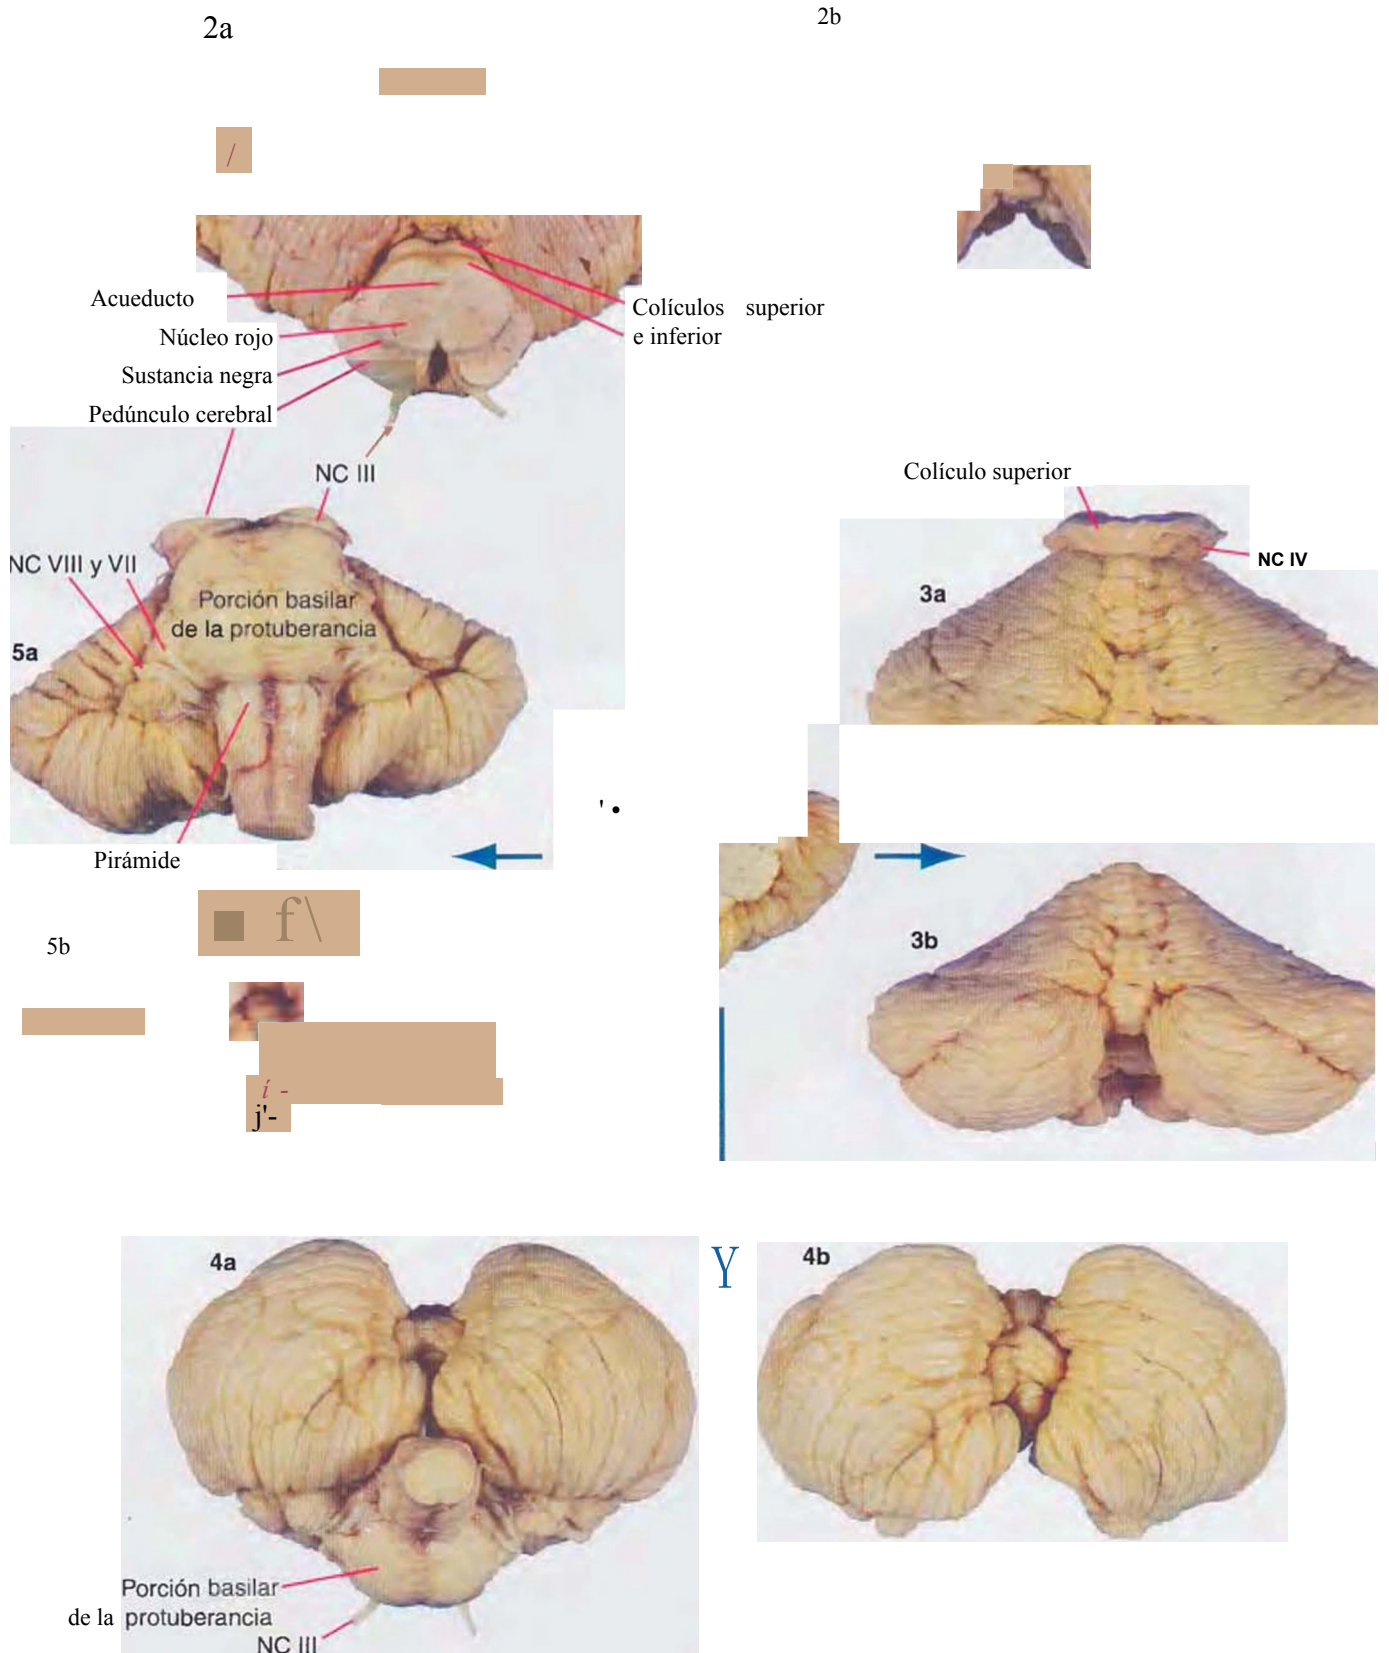 2a
2b
/
Acueducto
Núcleo rojo
Sustancia negra
Pedúnculo cerebral
Colículos superior
e inferior
NC III
NC VIII y VII
Porción basilar
de la protuberancia
5a
Pirámide
Colículo superior
NC IV
3a
' •
3b
■ f\
5b
í -
j'-
4a
Y
4b
Porción basilar
de la protuberancia
NC III